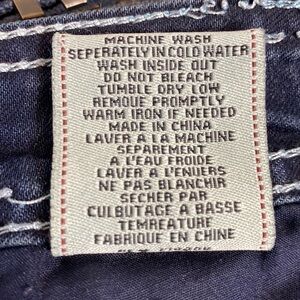 MACHINE WASH
SEPERATELY IN COLD WATER
WASH INSIDE OUT
DO NOT BLEACH
TUMBLE DRY LOW
REMOUE PROMPTLY
WARM IRON IF NEEDED
MADE IN CHINA
LAVER A LA MACHINE
SEPAREMENT
A L'EAU FROIDE
LAVER A L'ENUERS
NE PAS BLANCHIR
SECHER PAR
CULBUTAGE A BASSE
TEMREATURE
FABRIQUE EN CHINE